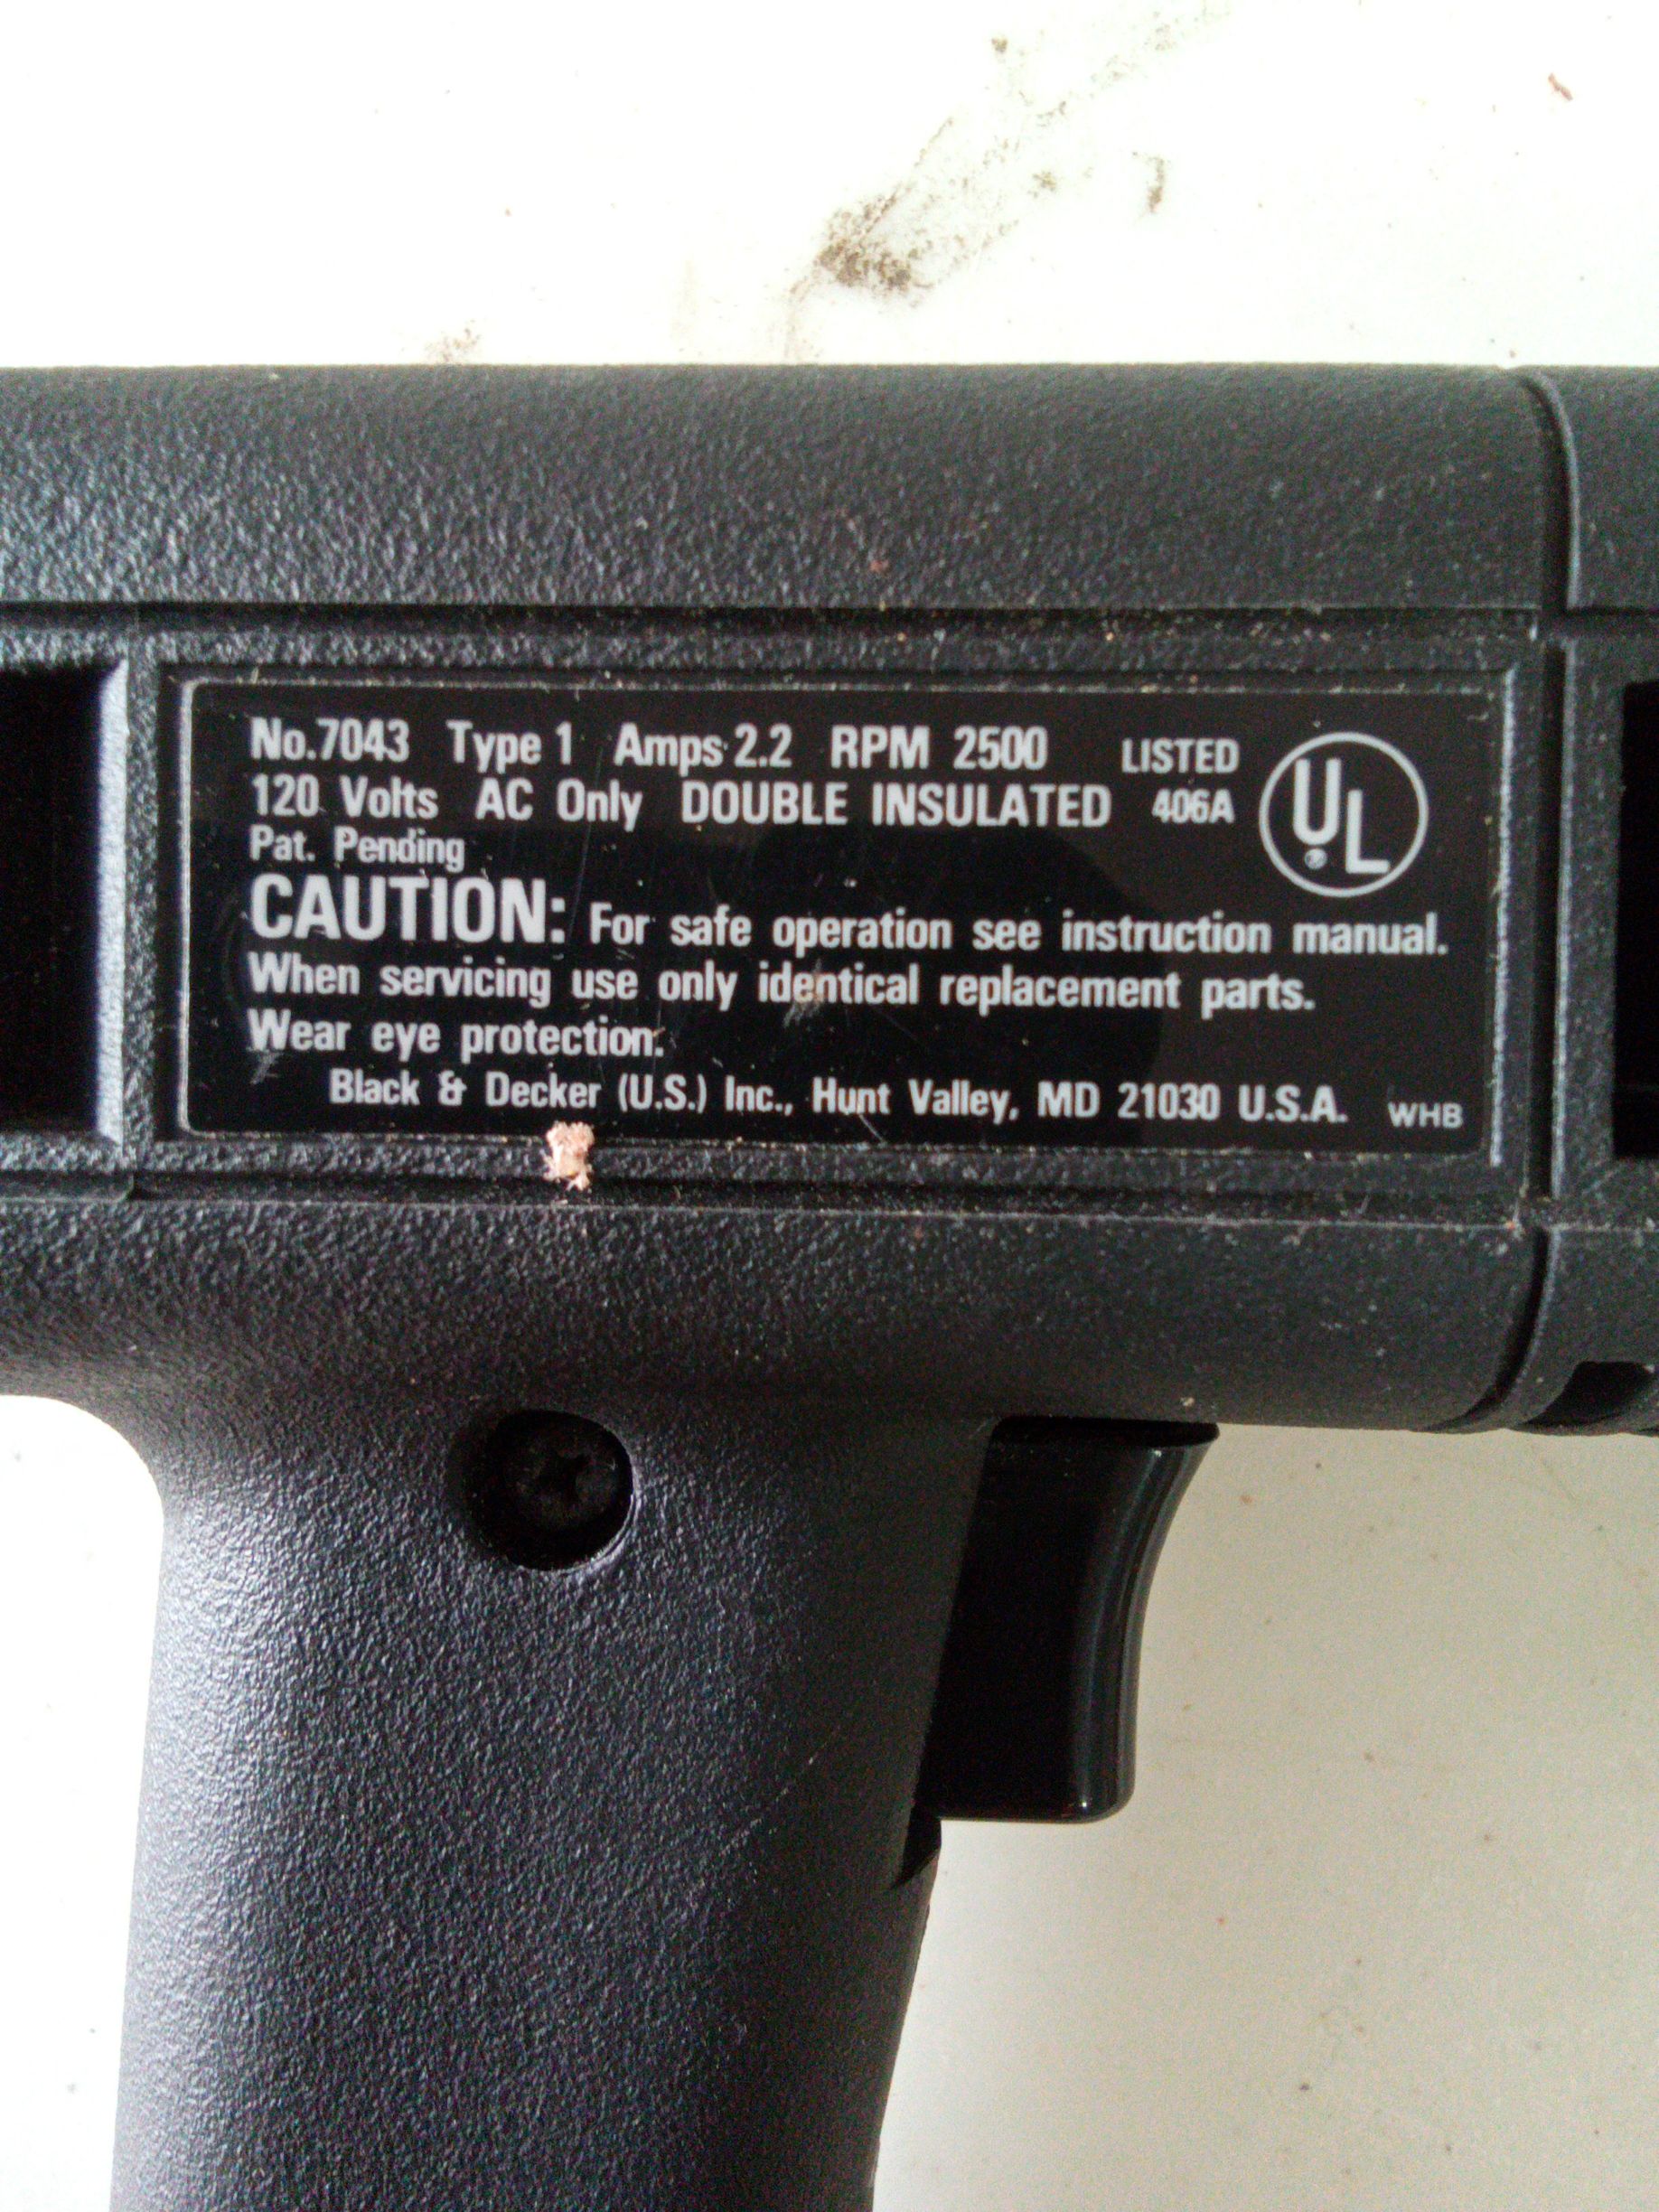 No.7043 Type 1 Amps 2.2 RPM 2500 LISTED
120 Volts AC Only DOUBLE INSULATED 406A
UL ®
Pat. Pending
CAUTION: For safe operation see instruction manual.
When servicing use only identical replacement parts.
Wear eye protection.
Black & Decker (U.S.) Inc., Hunt Valley, MD 21030 U.S.A. WHB